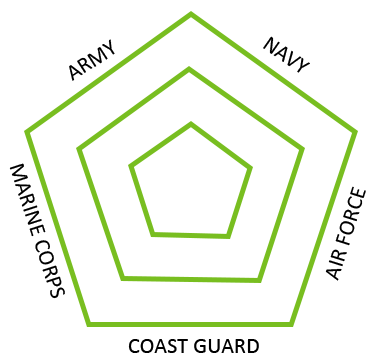 ARMY
NAVY
MARINE CORPS
AIR FORCE
COAST GUARD